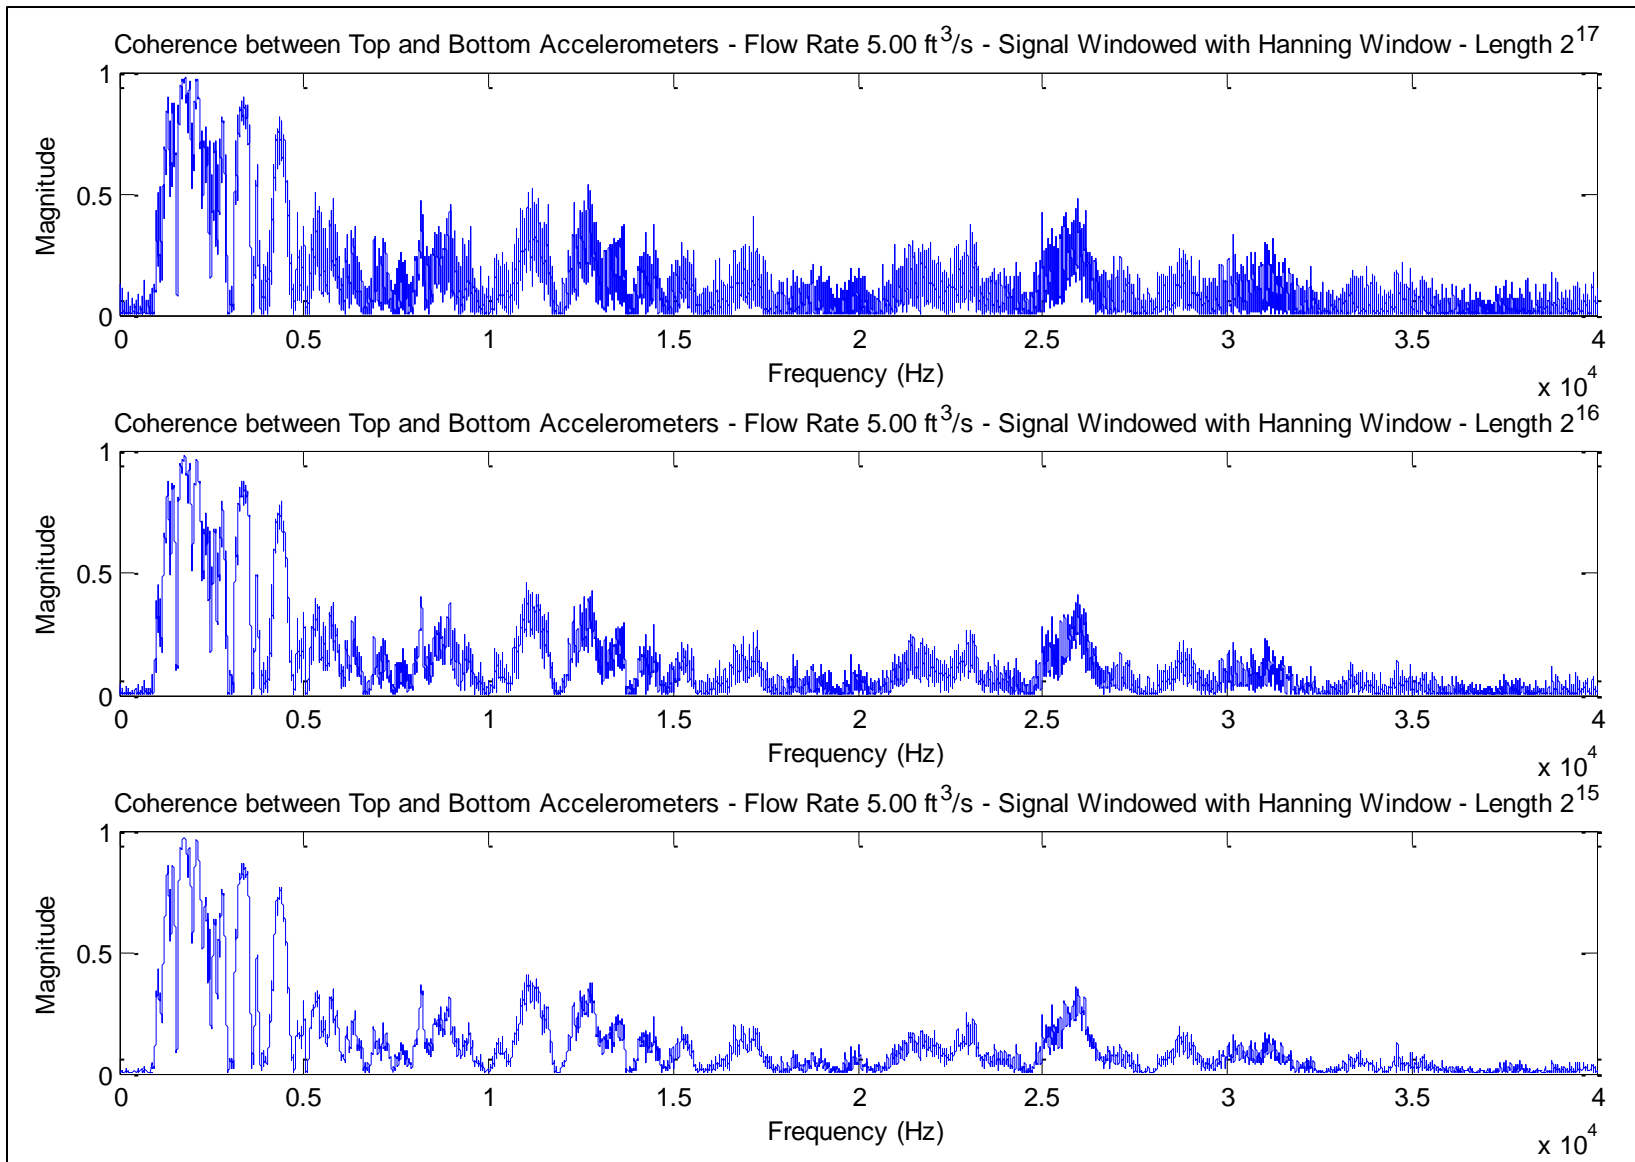 Coherence between Top and Bottom Accelerometers - Flow Rate 5.00 ft³/s - Signal Windowed with Hanning Window - Length 2¹⁷
1
0.5
0
Magnitude
0 0.5 1 1.5 2 2.5 3 3.5 4
Frequency (Hz)
x 10⁴
Coherence between Top and Bottom Accelerometers - Flow Rate 5.00 ft³/s - Signal Windowed with Hanning Window - Length 2¹⁶
1
0.5
0
Magnitude
0 0.5 1 1.5 2 2.5 3 3.5 4
Frequency (Hz)
x 10⁴
Coherence between Top and Bottom Accelerometers - Flow Rate 5.00 ft³/s - Signal Windowed with Hanning Window - Length 2¹⁵
1
0.5
0
Magnitude
0 0.5 1 1.5 2 2.5 3 3.5 4
Frequency (Hz)
x 10⁴